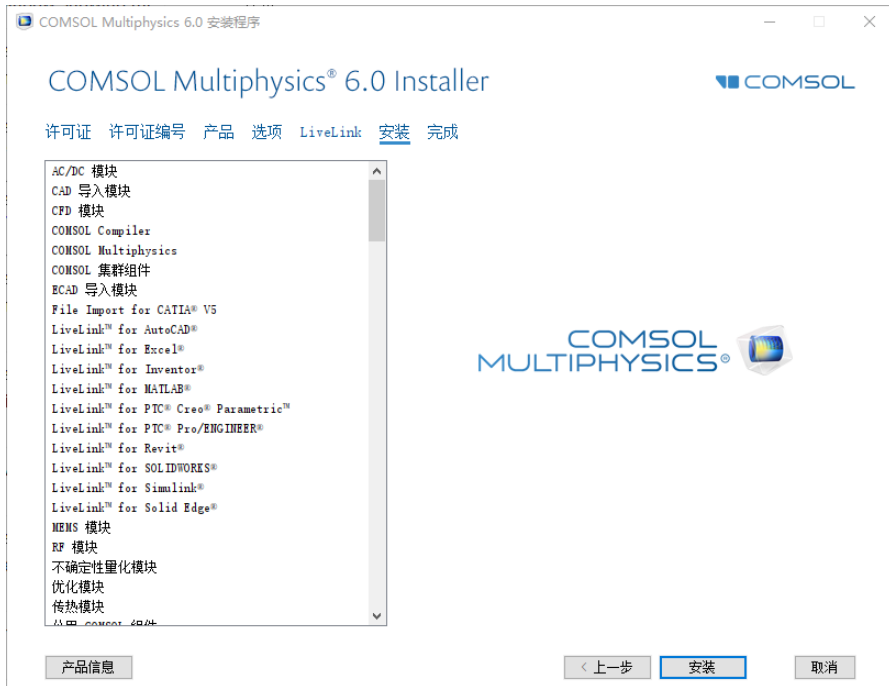 COMSOL Multiphysics 6.0 安装程序
COMSOL Multiphysics® 6.0 Installer
COMSOL
许可证 许可证编号 产品 选项 LiveLink 安装 完成
AC/DC 模块
CAD 导入模块
CFD 模块
COMSOL Compiler
COMSOL Multiphysics
COMSOL 集群组件
ECAD 导入模块
File Import for CATIA® V5
LiveLink™ for AutoCAD®
LiveLink™ for Excel®
LiveLink™ for Inventor®
LiveLink™ for MATLAB®
LiveLink™ for PTC® Creo® Parametric™
LiveLink™ for PTC® Pro/ENGINEER®
LiveLink™ for Revit®
LiveLink™ for SOLIDWORKS®
LiveLink™ for Simulink®
LiveLink™ for Solid Edge®
MEMS 模块
RF 模块
不确定性量化模块
优化模块
传热模块
公用 COMSOL 组件
COMSOL
MULTIPHYSICS®
产品信息
< 上一步
安装
取消